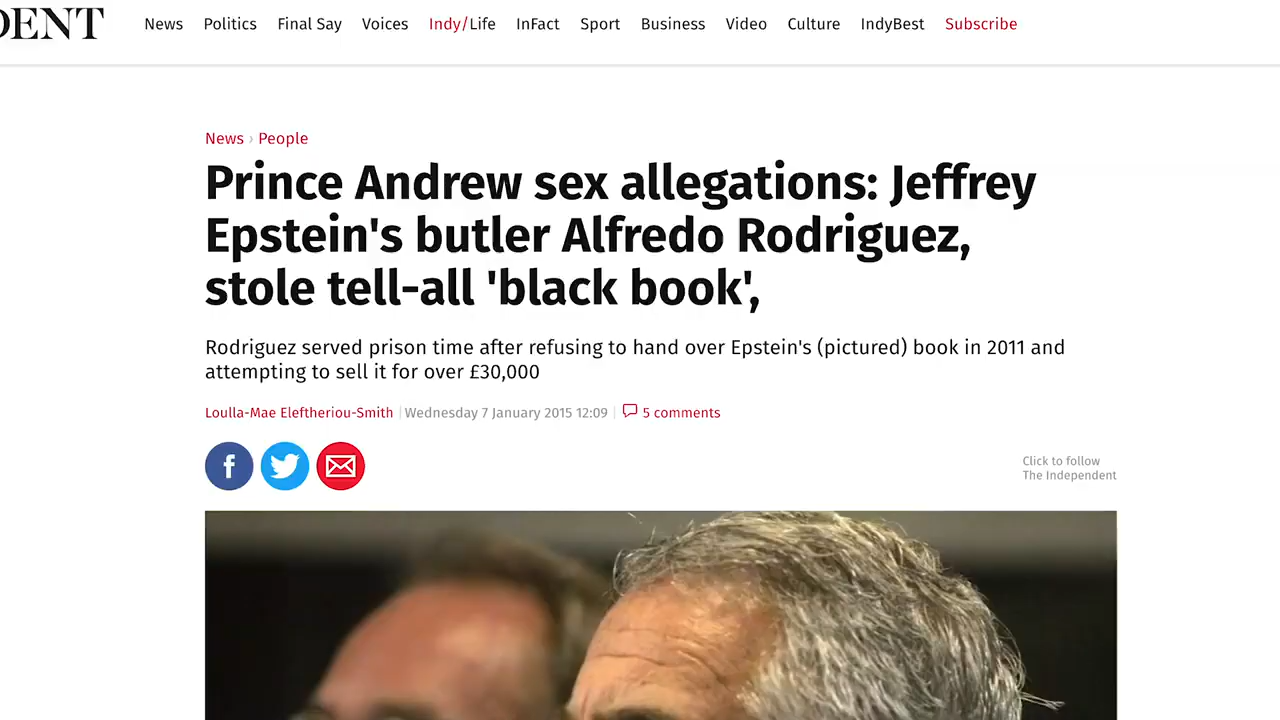 DENT
News Politics Final Say Voices Indy/Life InFact Sport Business Video Culture IndyBest Subscribe
News › People
Prince Andrew sex allegations: Jeffrey
Epstein's butler Alfredo Rodriguez,
stole tell-all 'black book',
Rodriguez served prison time after refusing to hand over Epstein's (pictured) book in 2011 and
attempting to sell it for over £30,000
Loulla-Mae Eleftheriou-Smith | Wednesday 7 January 2015 12:09 | 5 comments
f
Click to follow
The Independent